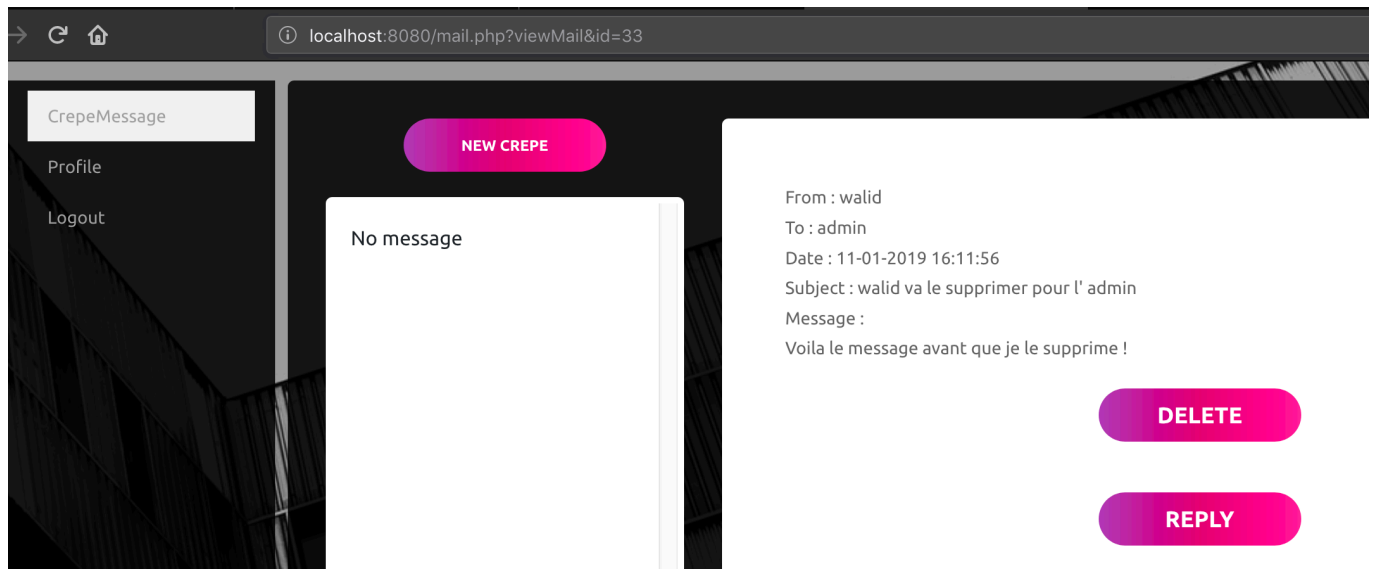 localhost:8080/mail.php?viewMail&id=33
CrepeMessage
Profile
Logout
NEW CREPE
No message
From : walid
To : admin
Date : 11-01-2019 16:11:56
Subject : walid va le supprimer pour l' admin
Message :
Voila le message avant que je le supprime !
DELETE
REPLY